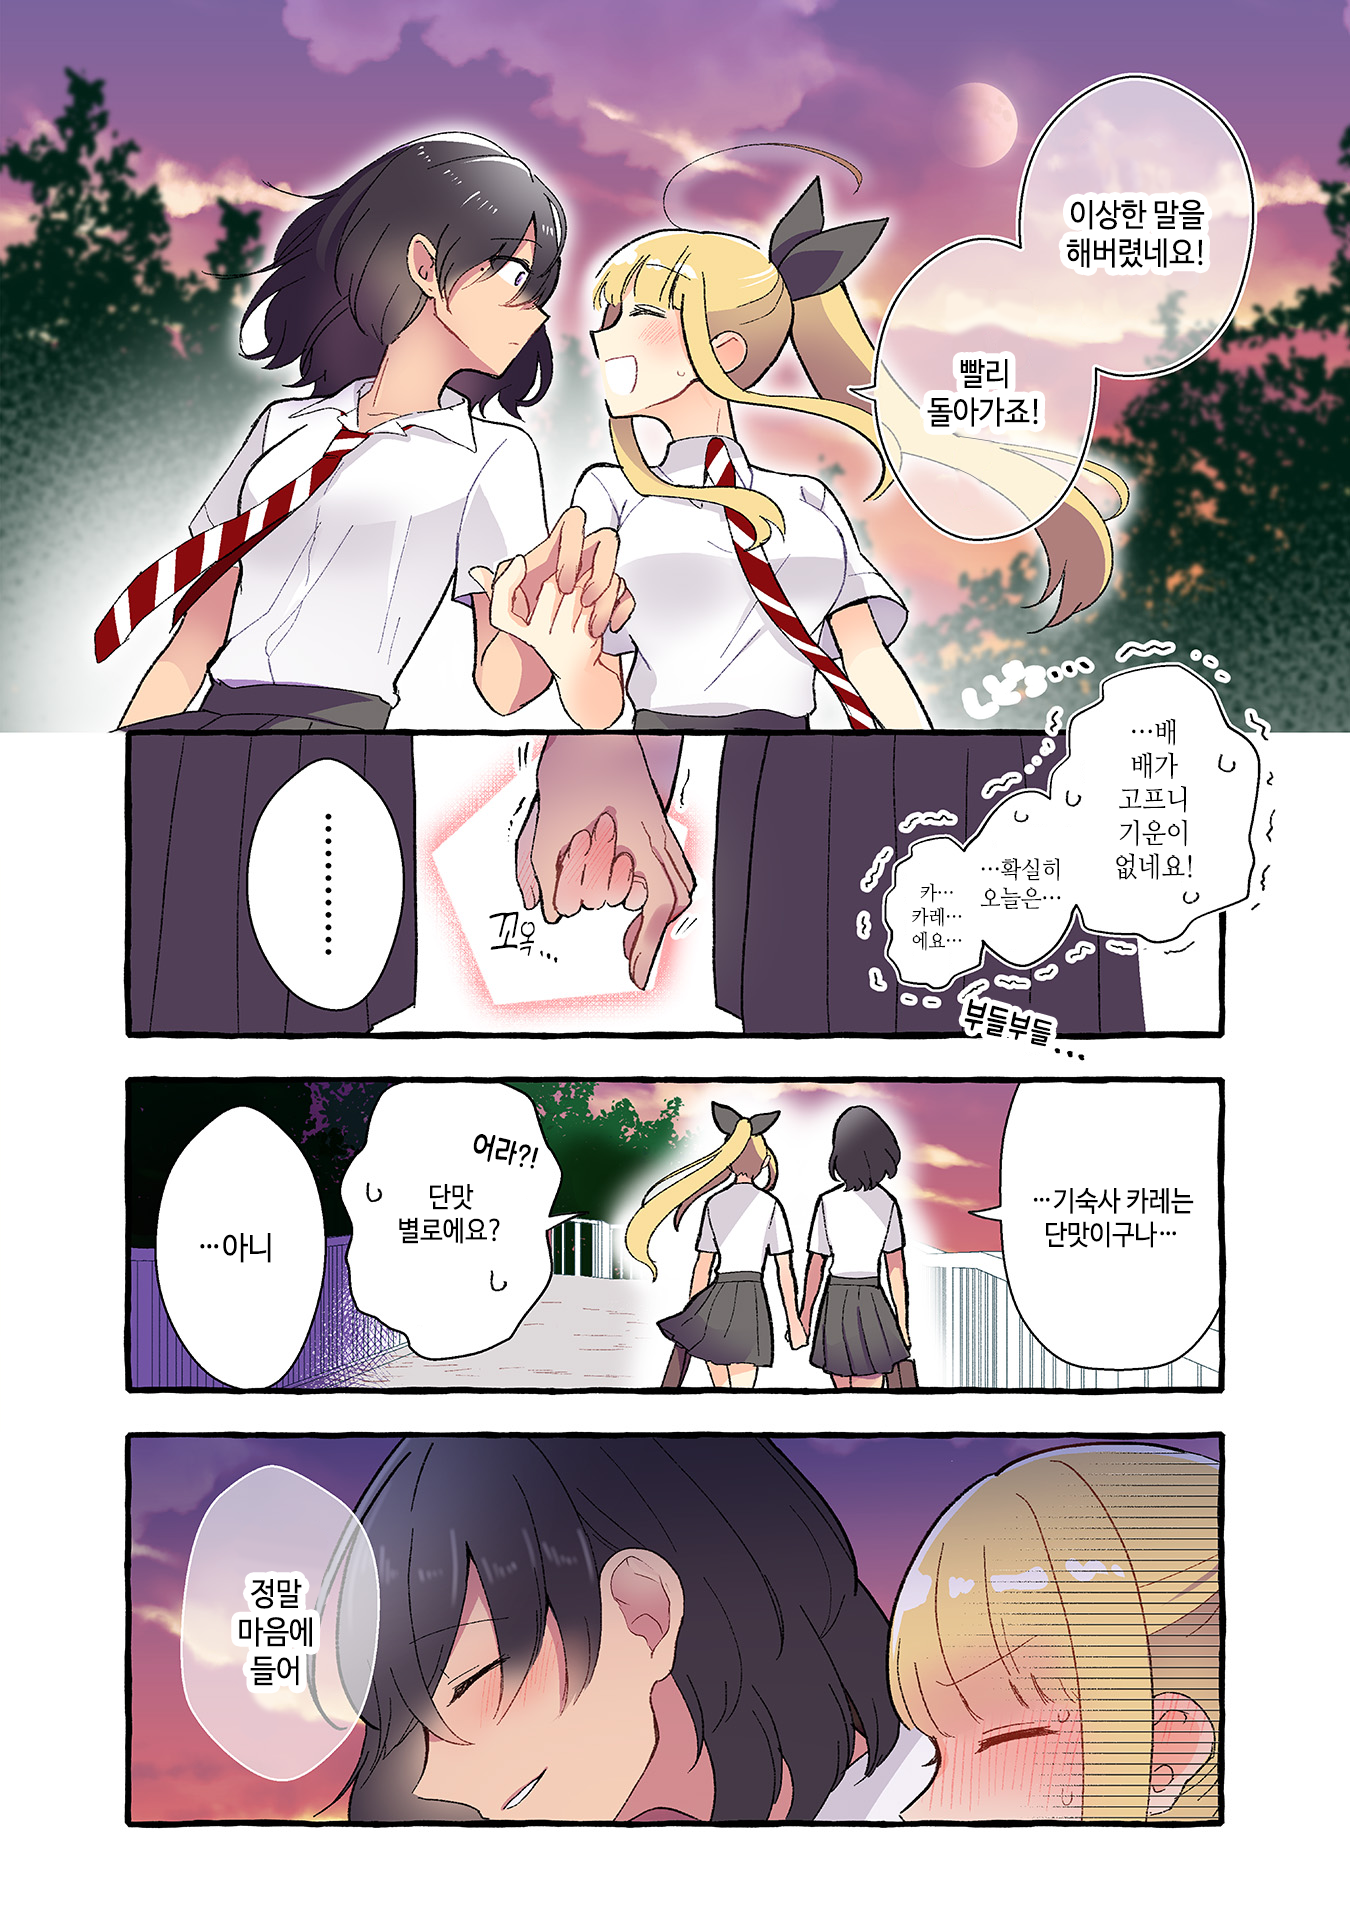 이상한 말을
해버렸네요!
빨리
돌아가죠!
…배
배가
고프니
기운이
없네요!
…확실히
오늘은…
카…
카레…
에요…
부들부들…
꼬옥…
………
…기숙사 카레는
단맛이구나…
어라?!
단맛
별로에요?
…아니
정말
마음에
들어